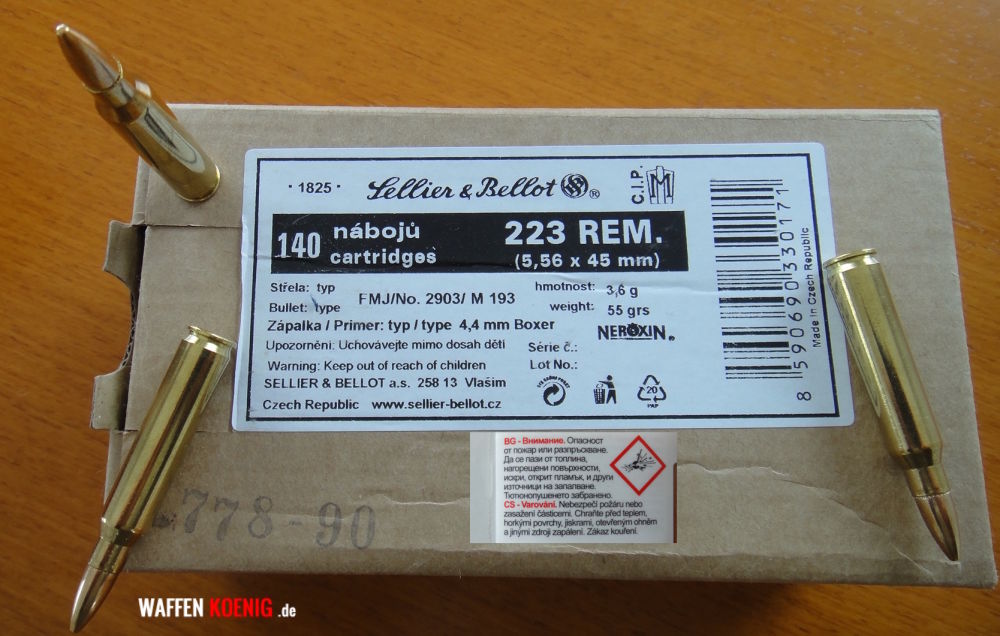 · 1825 ·
Sellier & Bellot SB ®
C.I.P.
140 nábojů
cartridges
223 REM.
(5,56 x 45 mm)
Střela: typ
Bullet: type
FMJ/No. 2903/ M 193
hmotnost: 3,6 g
weight: 55 grs
Zápalka / Primer: typ / type 4,4 mm Boxer
NEROXIN ®
Upozornění: Uchovávejte mimo dosah dětí
Série č.:
Warning: Keep out of reach of children
Lot No.:
SELLIER & BELLOT a.s. 258 13 Vlašim
Czech Republic www.sellier-bellot.cz
20
PAP
8 590690 330171
Made in Czech Republic
BG - Внимание. Опасност
от пожар или разпръскване.
Да се пази от топлина,
нагорещени повърхности,
искри, открит пламък, и други
източници на запалване.
Тютюнопушенето забранено.
CS - Varování. Nebezpečí požáru nebo
zasažení částicemi. Chraňte před teplem,
horkými povrchy, jiskrami, otevřeným ohněm
a jinými zdroji zapálení. Zákaz kouření.
778-90
WAFFEN KOENIG .de